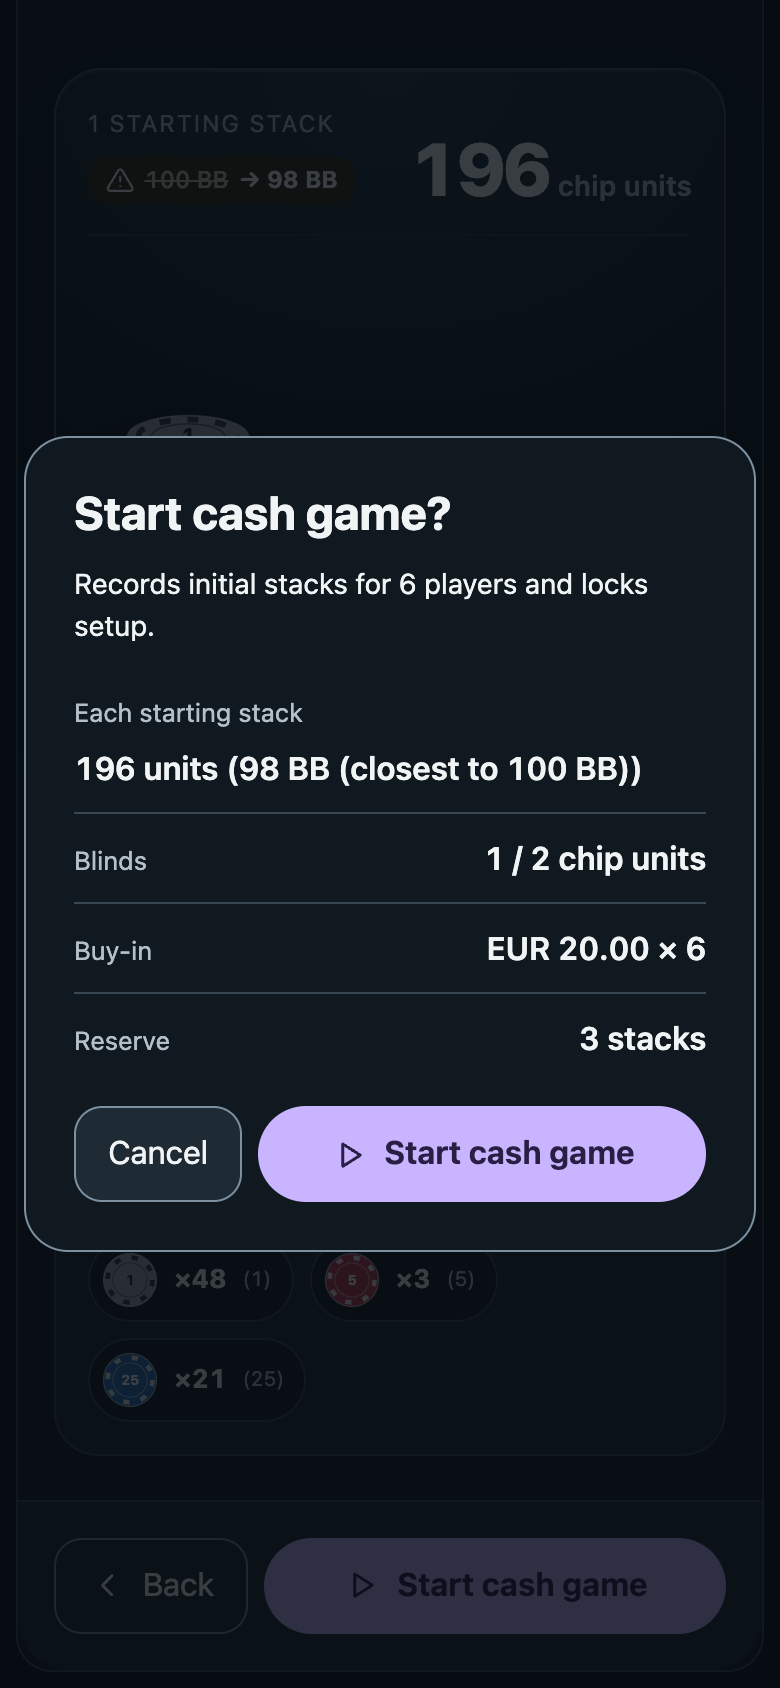 1 STARTING STACK
100 BB → 98 BB
196 chip units
1
Start cash game?
Records initial stacks for 6 players and locks
setup.
Each starting stack
196 units (98 BB (closest to 100 BB))
Blinds
1 / 2 chip units
Buy-in
EUR 20.00 × 6
Reserve
3 stacks
Cancel
Start cash game
1 ×48 (1)
5 ×3 (5)
25 ×21 (25)
Back
Start cash game